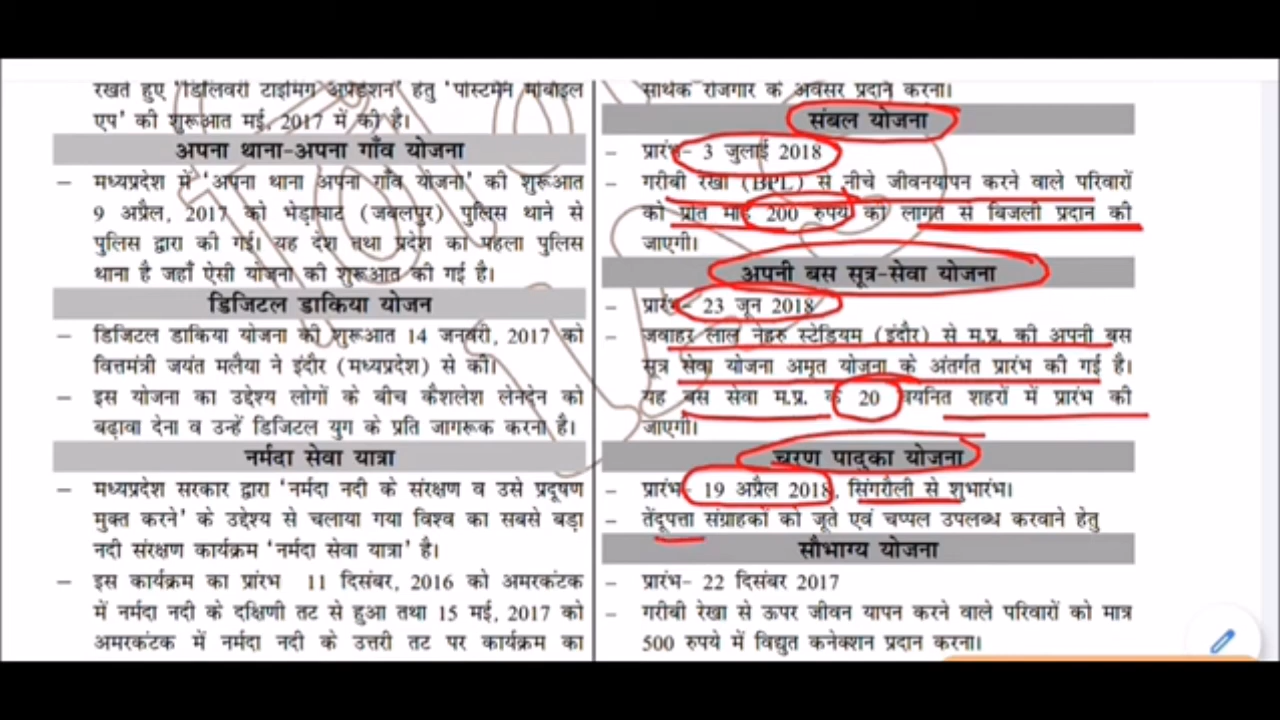 रखते हुए 'डिलिवरी टाइमिंग अपडेशन' हेतु 'पोस्टमैन मोबाइल
एप' की शुरूआत मई, 2017 में की है।
अपना थाना-अपना गाँव योजना
– मध्यप्रदेश में 'अपना थाना अपना गाँव योजना' की शुरूआत
9 अप्रैल, 2017 को भेड़ाघाट (जबलपुर) पुलिस थाने से
पुलिस द्वारा की गई। यह देश तथा प्रदेश का पहला पुलिस
थाना है जहाँ ऐसी योजना की शुरूआत की गई है।
डिजिटल डाकिया योजन
– डिजिटल डाकिया योजना की शुरूआत 14 जनवरी, 2017 को
वित्तमंत्री जयंत मलैया ने इंदौर (मध्यप्रदेश) से की।
– इस योजना का उद्देश्य लोगों के बीच कैशलेश लेनदेन को
बढ़ावा देना व उन्हें डिजिटल युग के प्रति जागरूक करना है।
नर्मदा सेवा यात्रा
– मध्यप्रदेश सरकार द्वारा 'नर्मदा नदी के संरक्षण व उसे प्रदूषण
मुक्त करने' के उद्देश्य से चलाया गया विश्व का सबसे बड़ा
नदी संरक्षण कार्यक्रम 'नर्मदा सेवा यात्रा' है।
– इस कार्यक्रम का प्रारंभ 11 दिसंबर, 2016 को अमरकंटक
में नर्मदा नदी के दक्षिणी तट से हुआ तथा 15 मई, 2017 को
अमरकंटक में नर्मदा नदी के उत्तरी तट पर कार्यक्रम का
सार्थक रोजगार के अवसर प्रदान करना।
संबल योजना
– प्रारंभ- 3 जुलाई 2018
– गरीबी रेखा (BPL) से नीचे जीवनयापन करने वाले परिवारों
को प्रति माह 200 रुपये की लागत से बिजली प्रदान की
जाएगी।
अपनी बस सूत्र-सेवा योजना
– प्रारंभ- 23 जून 2018
– जवाहर लाल नेहरु स्टेडियम (इंदौर) से म.प्र. की अपनी बस
सूत्र सेवा योजना अमृत योजना के अंतर्गत प्रारंभ की गई है।
यह बस सेवा म.प्र. के 20 चयनित शहरों में प्रारंभ की
जाएगी।
चरण पादुका योजना
– प्रारंभ- 19 अप्रैल 2018, सिंगरौली से शुभारंभ।
– तेंदूपत्ता संग्राहकों को जूते एवं चप्पल उपलब्ध करवाने हेतु
सौभाग्य योजना
– प्रारंभ- 22 दिसंबर 2017
– गरीबी रेखा से ऊपर जीवन यापन करने वाले परिवारों को मात्र
500 रुपये में विद्युत कनेक्शन प्रदान करना।